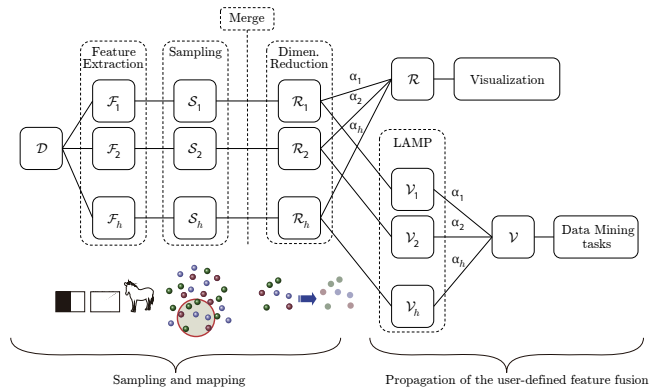 Merge
Feature
Extraction
Sampling
Dimen.
Reduction
𝒟
ℱ₁
𝒮₁
ℛ₁
α₁
α₂
αₕ
ℛ
Visualization
ℱ₂
𝒮₂
ℛ₂
ℱₕ
𝒮ₕ
ℛₕ
LAMP
𝒱₁
𝒱₂
𝒱ₕ
α₁
α₂
αₕ
𝒱
Data Mining
tasks
Sampling and mapping
Propagation of the user-defined feature fusion